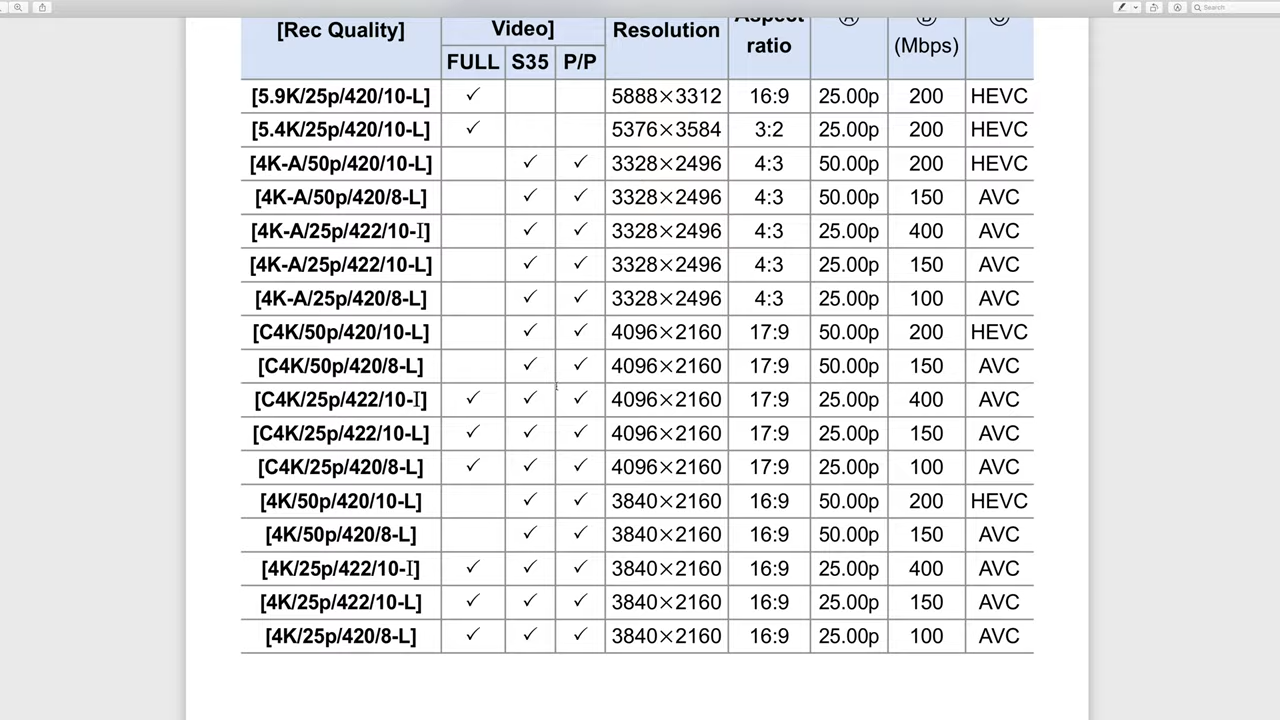 Search
[Rec Quality] Video] Resolution Aspect ratio Ⓐ Ⓑ (Mbps) Ⓒ
FULL S35 P/P
[5.9K/25p/420/10-L] ✓ 5888×3312 16:9 25.00p 200 HEVC
[5.4K/25p/420/10-L] ✓ 5376×3584 3:2 25.00p 200 HEVC
[4K-A/50p/420/10-L] ✓ ✓ 3328×2496 4:3 50.00p 200 HEVC
[4K-A/50p/420/8-L] ✓ ✓ 3328×2496 4:3 50.00p 150 AVC
[4K-A/25p/422/10-I] ✓ ✓ 3328×2496 4:3 25.00p 400 AVC
[4K-A/25p/422/10-L] ✓ ✓ 3328×2496 4:3 25.00p 150 AVC
[4K-A/25p/420/8-L] ✓ ✓ 3328×2496 4:3 25.00p 100 AVC
[C4K/50p/420/10-L] ✓ ✓ 4096×2160 17:9 50.00p 200 HEVC
[C4K/50p/420/8-L] ✓ ✓ 4096×2160 17:9 50.00p 150 AVC
[C4K/25p/422/10-I] ✓ ✓ ✓ 4096×2160 17:9 25.00p 400 AVC
[C4K/25p/422/10-L] ✓ ✓ ✓ 4096×2160 17:9 25.00p 150 AVC
[C4K/25p/420/8-L] ✓ ✓ ✓ 4096×2160 17:9 25.00p 100 AVC
[4K/50p/420/10-L] ✓ ✓ 3840×2160 16:9 50.00p 200 HEVC
[4K/50p/420/8-L] ✓ ✓ 3840×2160 16:9 50.00p 150 AVC
[4K/25p/422/10-I] ✓ ✓ ✓ 3840×2160 16:9 25.00p 400 AVC
[4K/25p/422/10-L] ✓ ✓ ✓ 3840×2160 16:9 25.00p 150 AVC
[4K/25p/420/8-L] ✓ ✓ ✓ 3840×2160 16:9 25.00p 100 AVC